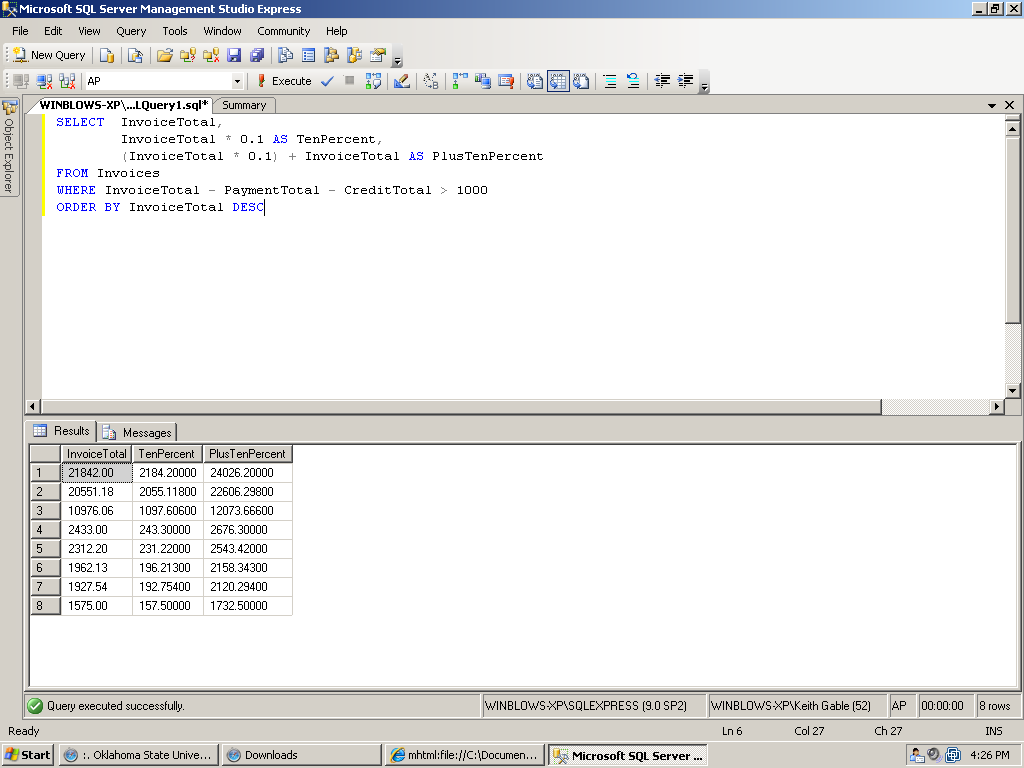 Microsoft SQL Server Management Studio Express
File Edit View Query Tools Window Community Help
New Query
AP Execute
WINBLOWS-XP\...LQuery1.sql* Summary
Object Explorer
SELECT InvoiceTotal,
InvoiceTotal * 0.1 AS TenPercent,
(InvoiceTotal * 0.1) + InvoiceTotal AS PlusTenPercent
FROM Invoices
WHERE InvoiceTotal - PaymentTotal - CreditTotal > 1000
ORDER BY InvoiceTotal DESC
Results Messages
InvoiceTotal TenPercent PlusTenPercent
1 21842.00 2184.20000 24026.20000
2 20551.18 2055.11800 22606.29800
3 10976.06 1097.60600 12073.66600
4 2433.00 243.30000 2676.30000
5 2312.20 231.22000 2543.42000
6 1962.13 196.21300 2158.34300
7 1927.54 192.75400 2120.29400
8 1575.00 157.50000 1732.50000
Query executed successfully. WINBLOWS-XP\SQLEXPRESS (9.0 SP2) WINBLOWS-XP\Keith Gable (52) AP 00:00:00 8 rows
Ready Ln 6 Col 27 Ch 27 INS
Start :. Oklahoma State Unive... Downloads mhtml:file://C:\Documen... Microsoft SQL Server ... 4:26 PM